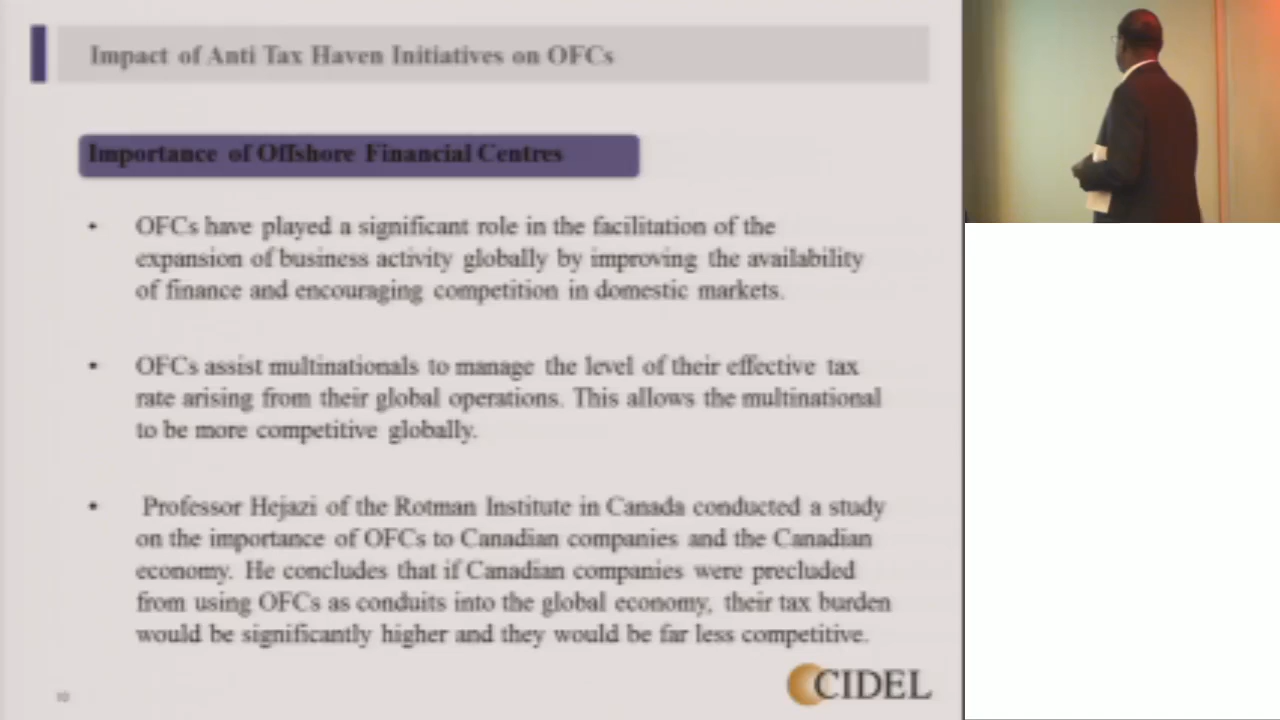 Impact of Anti Tax Haven Initiatives on OFCs
Importance of Offshore Financial Centres
• OFCs have played a significant role in the facilitation of the
expansion of business activity globally by improving the availability
of finance and encouraging competition in domestic markets.
• OFCs assist multinationals to manage the level of their effective tax
rate arising from their global operations. This allows the multinational
to be more competitive globally.
• Professor Hejazi of the Rotman Institute in Canada conducted a study
on the importance of OFCs to Canadian companies and the Canadian
economy. He concludes that if Canadian companies were precluded
from using OFCs as conduits into the global economy, their tax burden
would be significantly higher and they would be far less competitive.
CIDEL
10